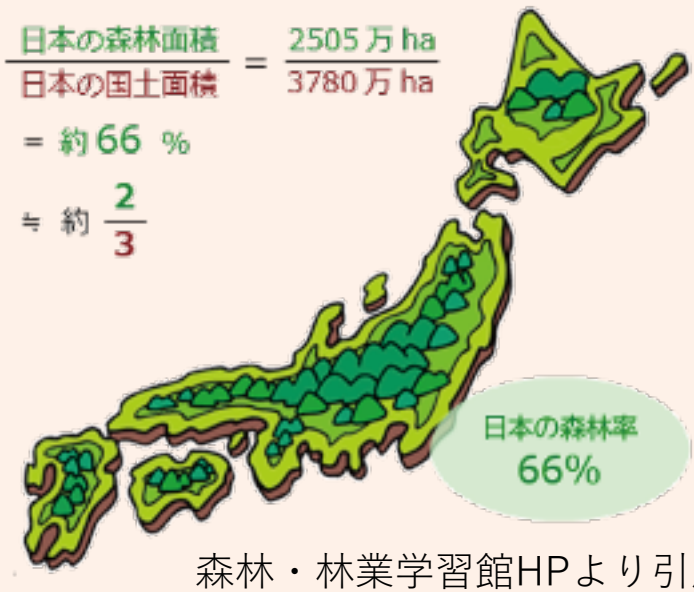 日本の森林面積 / 日本の国土面積 = 2505万ha / 3780万ha
= 約66 %
≒ 約 2/3
日本の森林率
66%
森林・林業学習館HPより引